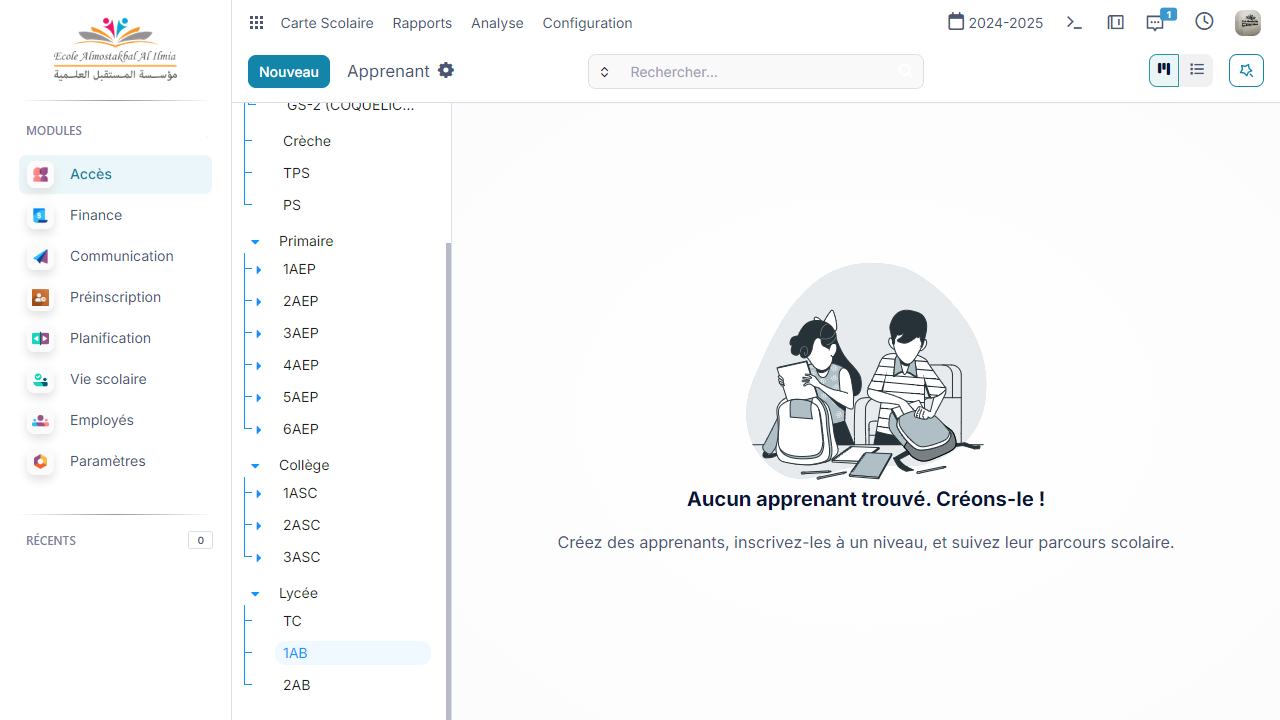 Ecole Almostakbal Al Ilmia
مؤسسة المستقبل العلمية
MODULES
Accès
Finance
Communication
Préinscription
Planification
Vie scolaire
Employés
Paramètres
RÉCENTS
0
Carte Scolaire
Rapports
Analyse
Configuration
2024-2025
1
Nouveau
Apprenant
Rechercher...
GS-2 (COQUELIC...
Crèche
TPS
PS
Primaire
1AEP
2AEP
3AEP
4AEP
5AEP
6AEP
Collège
1ASC
2ASC
3ASC
Lycée
TC
1AB
2AB
Aucun apprenant trouvé. Créons-le !
Créez des apprenants, inscrivez-les à un niveau, et suivez leur parcours scolaire.